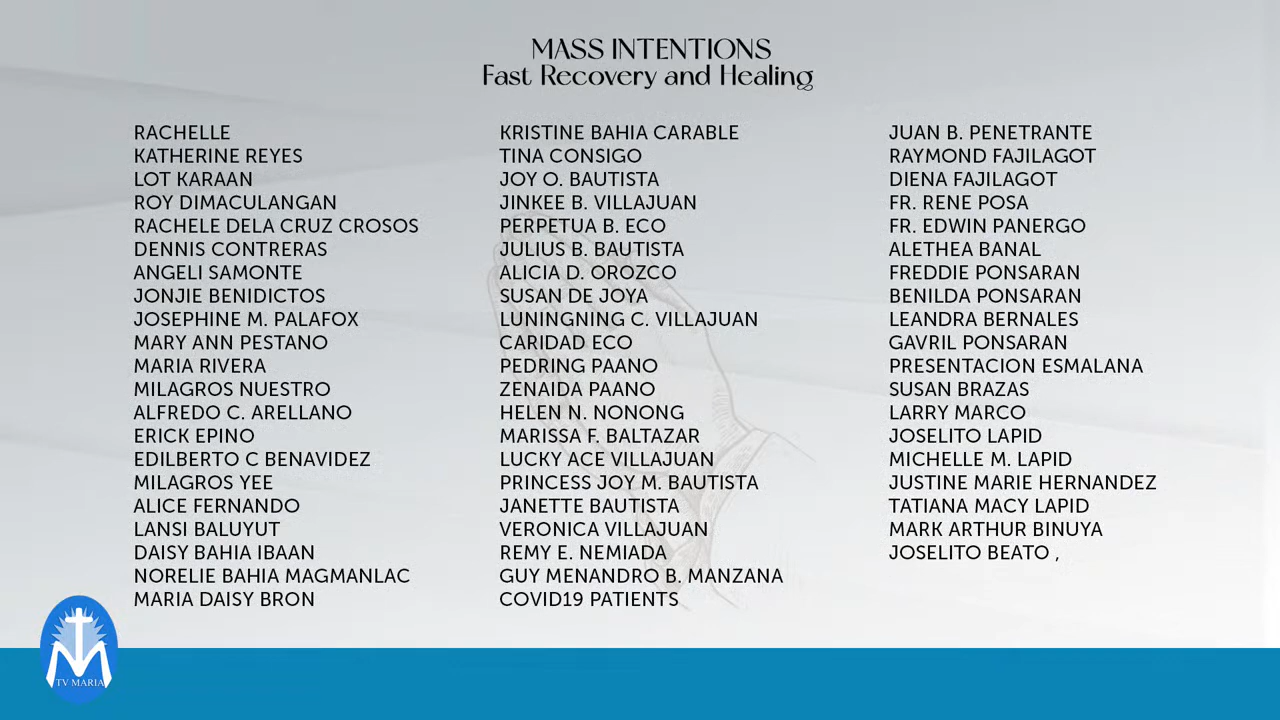 MASS INTENTIONS
Fast Recovery and Healing
RACHELLE
KATHERINE REYES
LOT KARAAN
ROY DIMACULANGAN
RACHELE DELA CRUZ CROSOS
DENNIS CONTRERAS
ANGELI SAMONTE
JONJIE BENIDICTOS
JOSEPHINE M. PALAFOX
MARY ANN PESTANO
MARIA RIVERA
MILAGROS NUESTRO
ALFREDO C. ARELLANO
ERICK EPINO
EDILBERTO C BENAVIDEZ
MILAGROS YEE
ALICE FERNANDO
LANSI BALUYUT
DAISY BAHIA IBAAN
NORELIE BAHIA MAGMANLAC
MARIA DAISY BRON
KRISTINE BAHIA CARABLE
TINA CONSIGO
JOY O. BAUTISTA
JINKEE B. VILLAJUAN
PERPETUA B. ECO
JULIUS B. BAUTISTA
ALICIA D. OROZCO
SUSAN DE JOYA
LUNINGNING C. VILLAJUAN
CARIDAD ECO
PEDRING PAANO
ZENAIDA PAANO
HELEN N. NONONG
MARISSA F. BALTAZAR
LUCKY ACE VILLAJUAN
PRINCESS JOY M. BAUTISTA
JANETTE BAUTISTA
VERONICA VILLAJUAN
REMY E. NEMIADA
GUY MENANDRO B. MANZANA
COVID19 PATIENTS
JUAN B. PENETRANTE
RAYMOND FAJILAGOT
DIENA FAJILAGOT
FR. RENE POSA
FR. EDWIN PANERGO
ALETHEA BANAL
FREDDIE PONSARAN
BENILDA PONSARAN
LEANDRA BERNALES
GAVRIL PONSARAN
PRESENTACION ESMALANA
SUSAN BRAZAS
LARRY MARCO
JOSELITO LAPID
MICHELLE M. LAPID
JUSTINE MARIE HERNANDEZ
TATIANA MACY LAPID
MARK ARTHUR BINUYA
JOSELITO BEATO ,
TV MARIA